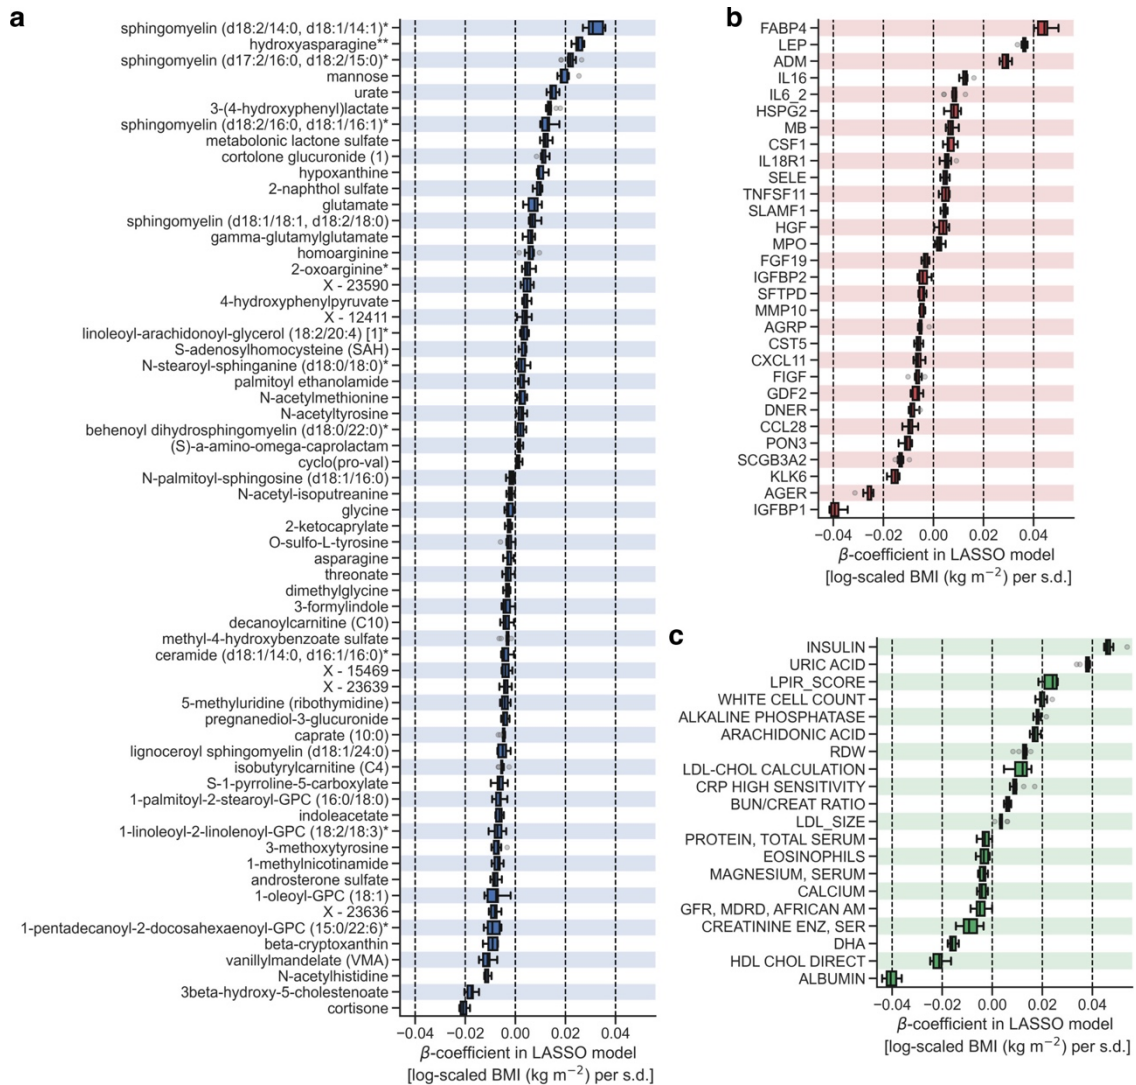 a
sphingomyelin (d18:2/14:0, d18:1/14:1)*
hydroxyasparagine**
sphingomyelin (d17:2/16:0, d18:2/15:0)*
mannose
urate
3-(4-hydroxyphenyl)lactate
sphingomyelin (d18:2/16:0, d18:1/16:1)*
metabolonic lactone sulfate
cortolone glucuronide (1)
hypoxanthine
2-naphthol sulfate
glutamate
sphingomyelin (d18:1/18:1, d18:2/18:0)
gamma-glutamylglutamate
homoarginine
2-oxoarginine*
X - 23590
4-hydroxyphenylpyruvate
X - 12411
linoleoyl-arachidonoyl-glycerol (18:2/20:4) [1]*
S-adenosylhomocysteine (SAH)
N-stearoyl-sphinganine (d18:0/18:0)*
palmitoyl ethanolamide
N-acetylmethionine
N-acetyltyrosine
behenoyl dihydrosphingomyelin (d18:0/22:0)*
(S)-a-amino-omega-caprolactam
cyclo(pro-val)
N-palmitoyl-sphingosine (d18:1/16:0)
N-acetyl-isoputreanine
glycine
2-ketocaprylate
O-sulfo-L-tyrosine
asparagine
threonate
dimethylglycine
3-formylindole
decanoylcarnitine (C10)
methyl-4-hydroxybenzoate sulfate
ceramide (d18:1/14:0, d16:1/16:0)*
X - 15469
X - 23639
5-methyluridine (ribothymidine)
pregnanediol-3-glucuronide
caprate (10:0)
lignoceroyl sphingomyelin (d18:1/24:0)
isobutyrylcarnitine (C4)
S-1-pyrroline-5-carboxylate
1-palmitoyl-2-stearoyl-GPC (16:0/18:0)
indoleacetate
1-linoleoyl-2-linolenoyl-GPC (18:2/18:3)*
3-methoxytyrosine
1-methylnicotinamide
androsterone sulfate
1-oleoyl-GPC (18:1)
X - 23636
1-pentadecanoyl-2-docosahexaenoyl-GPC (15:0/22:6)*
beta-cryptoxanthin
vanillylmandelate (VMA)
N-acetylhistidine
3beta-hydroxy-5-cholestenoate
cortisone
−0.04 −0.02 0.00 0.02 0.04
β-coefficient in LASSO model
[log-scaled BMI (kg m⁻²) per s.d.]
b
FABP4
LEP
ADM
IL16
IL6_2
HSPG2
MB
CSF1
IL18R1
SELE
TNFSF11
SLAMF1
HGF
MPO
FGF19
IGFBP2
SFTPD
MMP10
AGRP
CST5
CXCL11
FIGF
GDF2
DNER
CCL28
PON3
SCGB3A2
KLK6
AGER
IGFBP1
−0.04 −0.02 0.00 0.02 0.04
β-coefficient in LASSO model
[log-scaled BMI (kg m⁻²) per s.d.]
c
INSULIN
URIC ACID
LPIR_SCORE
WHITE CELL COUNT
ALKALINE PHOSPHATASE
ARACHIDONIC ACID
RDW
LDL-CHOL CALCULATION
CRP HIGH SENSITIVITY
BUN/CREAT RATIO
LDL_SIZE
PROTEIN, TOTAL SERUM
EOSINOPHILS
MAGNESIUM, SERUM
CALCIUM
GFR, MDRD, AFRICAN AM
CREATININE ENZ, SER
DHA
HDL CHOL DIRECT
ALBUMIN
−0.04 −0.02 0.00 0.02 0.04
β-coefficient in LASSO model
[log-scaled BMI (kg m⁻²) per s.d.]